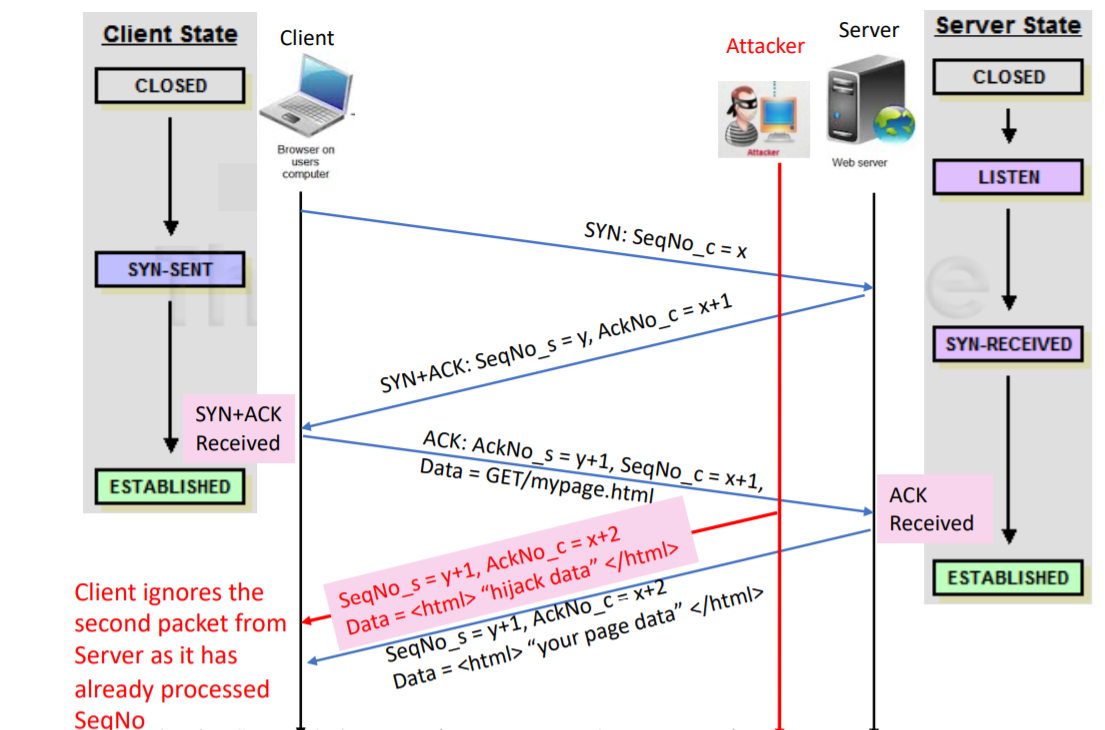 Client State
CLOSED
SYN-SENT
ESTABLISHED
Client
Browser on
users
computer
Attacker
Attacker
Server
Web server
Server State
CLOSED
LISTEN
SYN-RECEIVED
ESTABLISHED
SYN: SeqNo_c = x
SYN+ACK: SeqNo_s = y, AckNo_c = x+1
SYN+ACK
Received
ACK: AckNo_s = y+1, SeqNo_c = x+1,
Data = GET/mypage.html
ACK
Received
SeqNo_s = y+1, AckNo_c = x+2
Data = <html> “hijack data” </html>
SeqNo_s = y+1, AckNo_c = x+2
Data = <html> “your page data” </html>
Client ignores the
second packet from
Server as it has
already processed
SeqNo